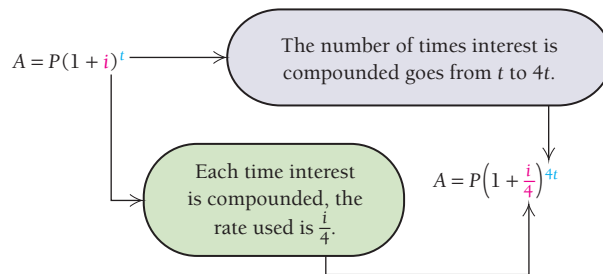 A = P(1 + i)^t
The number of times interest is
compounded goes from t to 4t.
Each time interest
is compounded, the
rate used is i/4.
A = P(1 + i/4)^4t